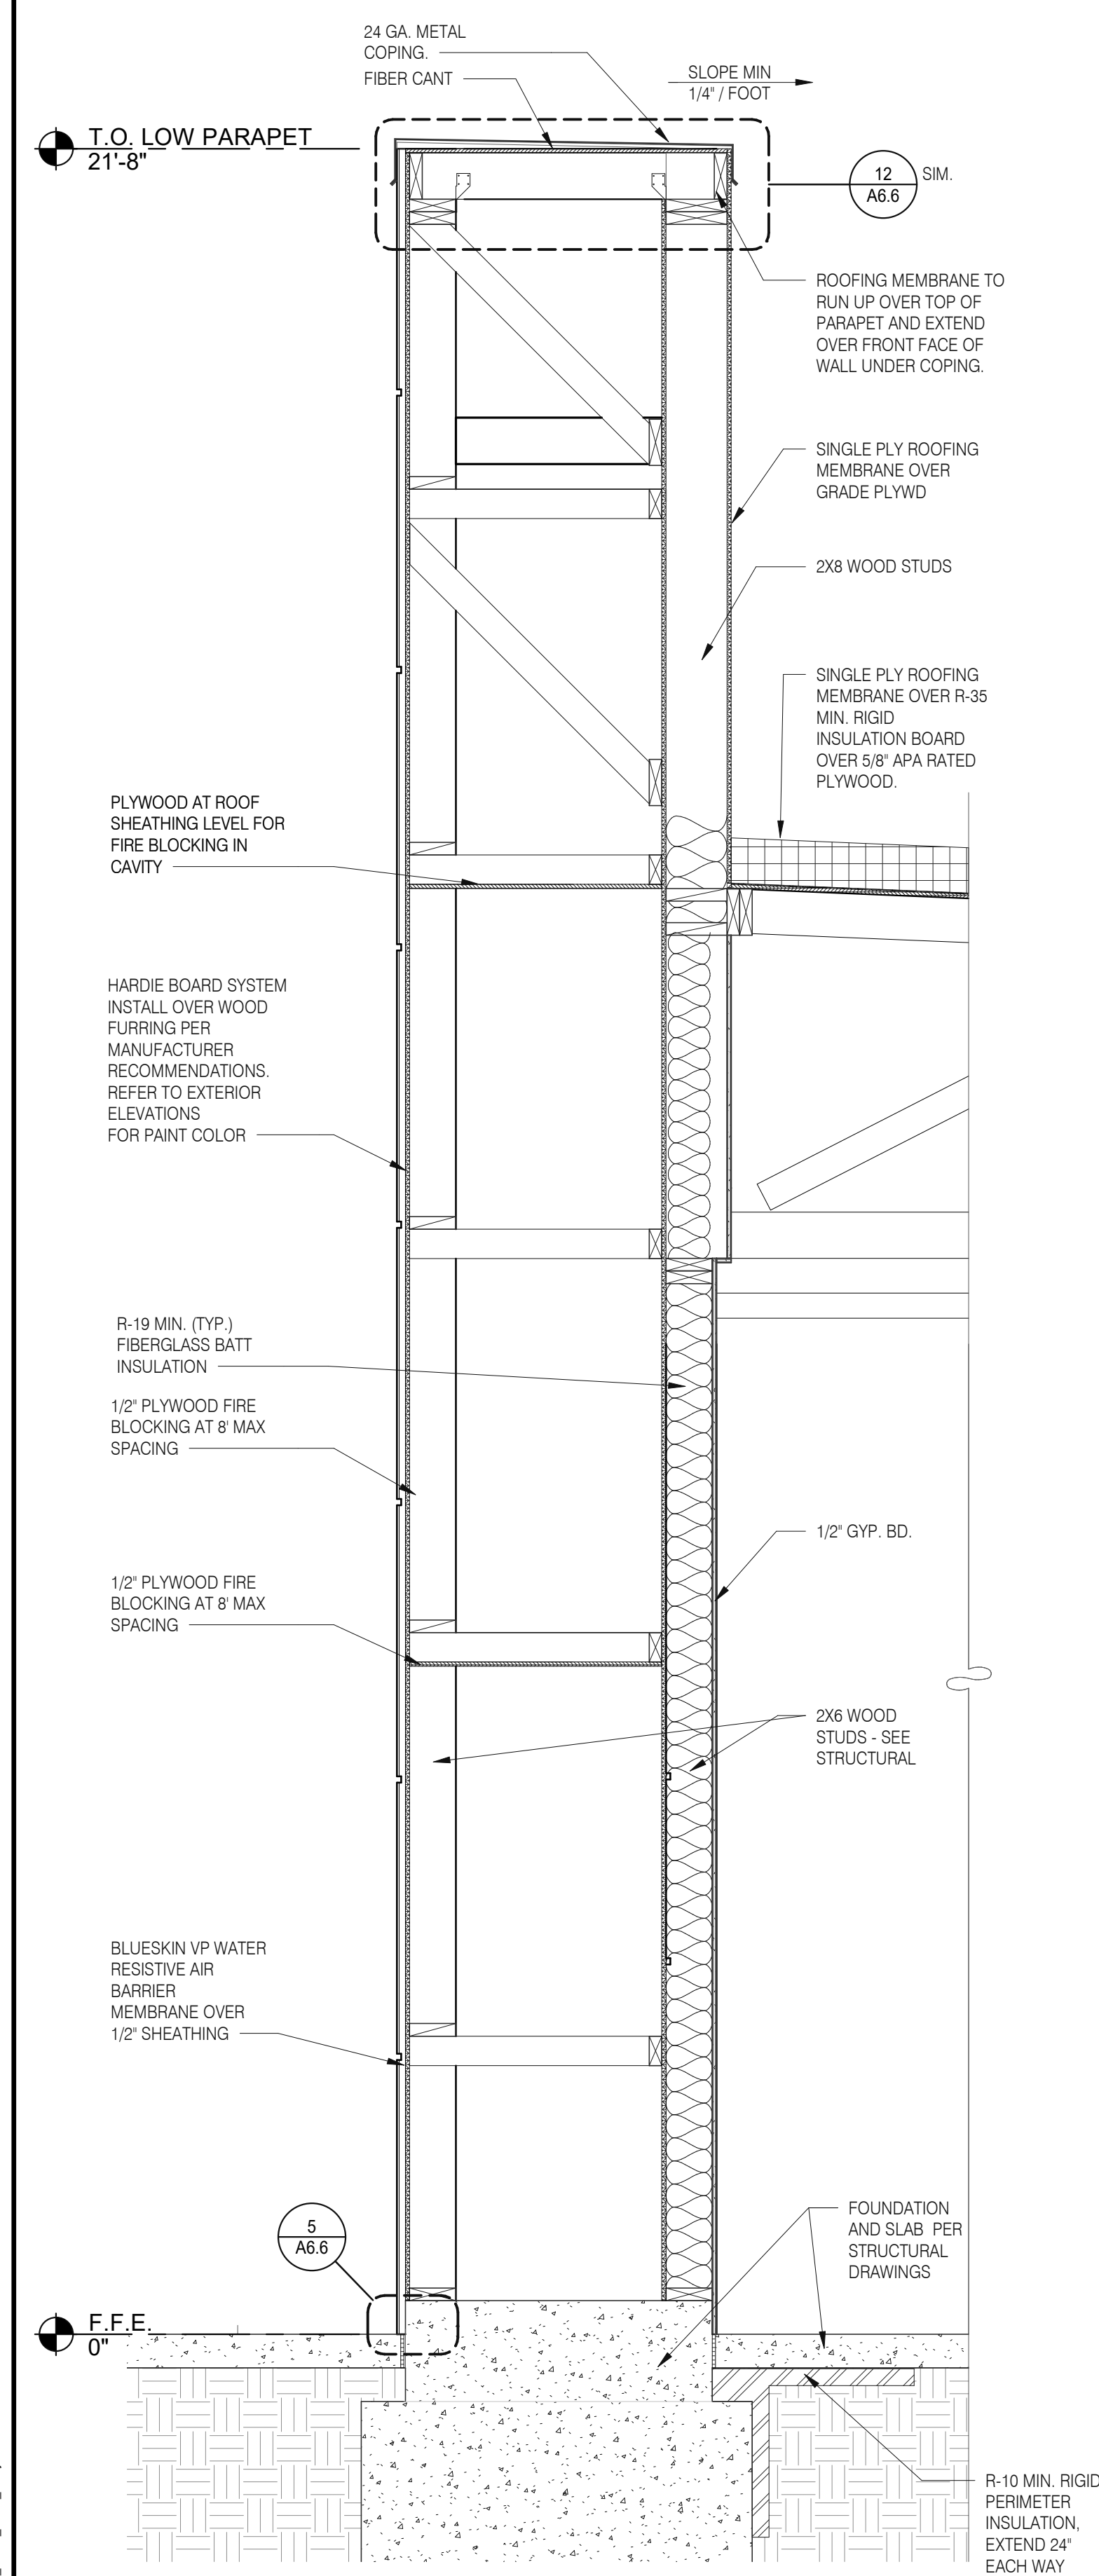 24 GA. METAL
COPING.
FIBER CANT
SLOPE MIN
1/4" / FOOT
T.O. LOW PARAPET
21'-8"
12
A6.6
SIM.
ROOFING MEMBRANE TO
RUN UP OVER TOP OF
PARAPET AND EXTEND
OVER FRONT FACE OF
WALL UNDER COPING.
SINGLE PLY ROOFING
MEMBRANE OVER
GRADE PLYWD
2X8 WOOD STUDS
SINGLE PLY ROOFING
MEMBRANE OVER R-35
MIN. RIGID
INSULATION BOARD
OVER 5/8" APA RATED
PLYWOOD.
PLYWOOD AT ROOF
SHEATHING LEVEL FOR
FIRE BLOCKING IN
CAVITY
HARDIE BOARD SYSTEM
INSTALL OVER WOOD
FURRING PER
MANUFACTURER
RECOMMENDATIONS.
REFER TO EXTERIOR
ELEVATIONS
FOR PAINT COLOR
R-19 MIN. (TYP.)
FIBERGLASS BATT
INSULATION
1/2" PLYWOOD FIRE
BLOCKING AT 8' MAX
SPACING
1/2" GYP. BD.
1/2" PLYWOOD FIRE
BLOCKING AT 8' MAX
SPACING
2X6 WOOD
STUDS - SEE
STRUCTURAL
BLUESKIN VP WATER
RESISTIVE AIR
BARRIER
MEMBRANE OVER
1/2" SHEATHING
5
A6.6
FOUNDATION
AND SLAB PER
STRUCTURAL
DRAWINGS
F.F.E.
0"
R-10 MIN. RIGID
PERIMETER
INSULATION,
EXTEND 24"
EACH WAY